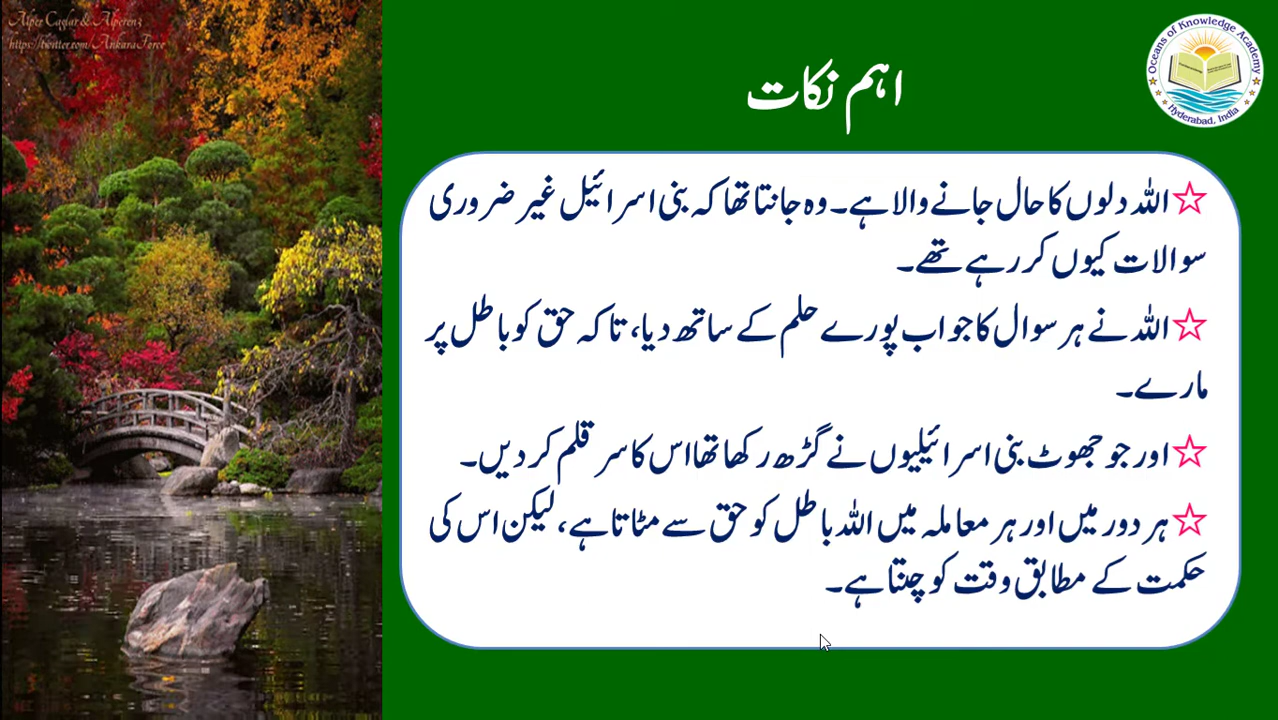 Alper Caglar & Alperen3
https://twitter.com/AnkaraForce
Oceans of Knowledge Academy
Hyderabad, India
اہم نکات
☆اللہ دلوں کا حال جانے والا ہے۔ وہ جانتا تھا کہ بنی اسرائیل غیر ضروری
سوالات کیوں کر رہے تھے۔
☆اللہ نے ہر سوال کا جواب پورے حلم کے ساتھ دیا، تاکہ حق کو باطل پر
مارے۔
☆اور جو جھوٹ بنی اسرائیلیوں نے گڑھ رکھا تھا اس کا سر قلم کر دیں۔
☆ہر دور میں اور ہر معاملہ میں اللہ باطل کو حق سے مٹاتا ہے، لیکن اس کی
حکمت کے مطابق وقت کو چنتا ہے۔